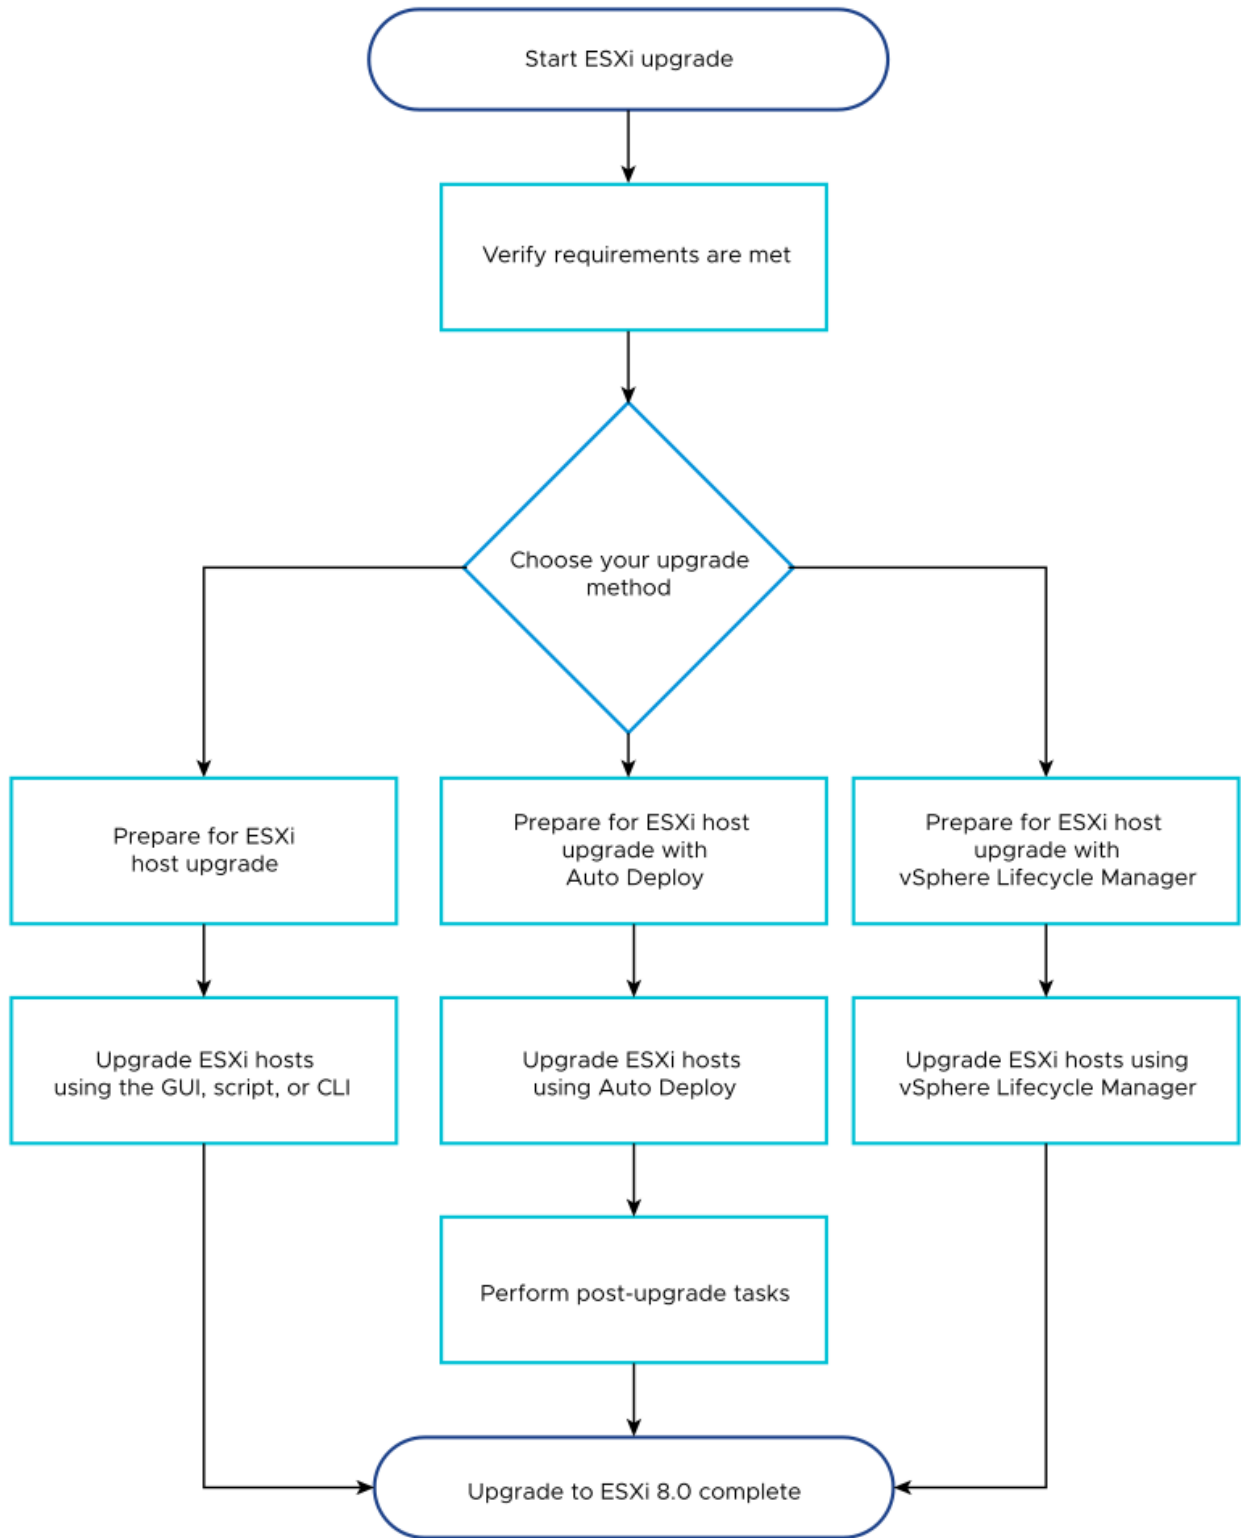 Start ESXi upgrade
Verify requirements are met
Choose your upgrade
method
Prepare for ESXi
host upgrade
Prepare for ESXi host
upgrade with
Auto Deploy
Prepare for ESXi host
upgrade with
vSphere Lifecycle Manager
Upgrade ESXi hosts
using the GUI, script, or CLI
Upgrade ESXi hosts
using Auto Deploy
Upgrade ESXi hosts using
vSphere Lifecycle Manager
Perform post-upgrade tasks
Upgrade to ESXi 8.0 complete